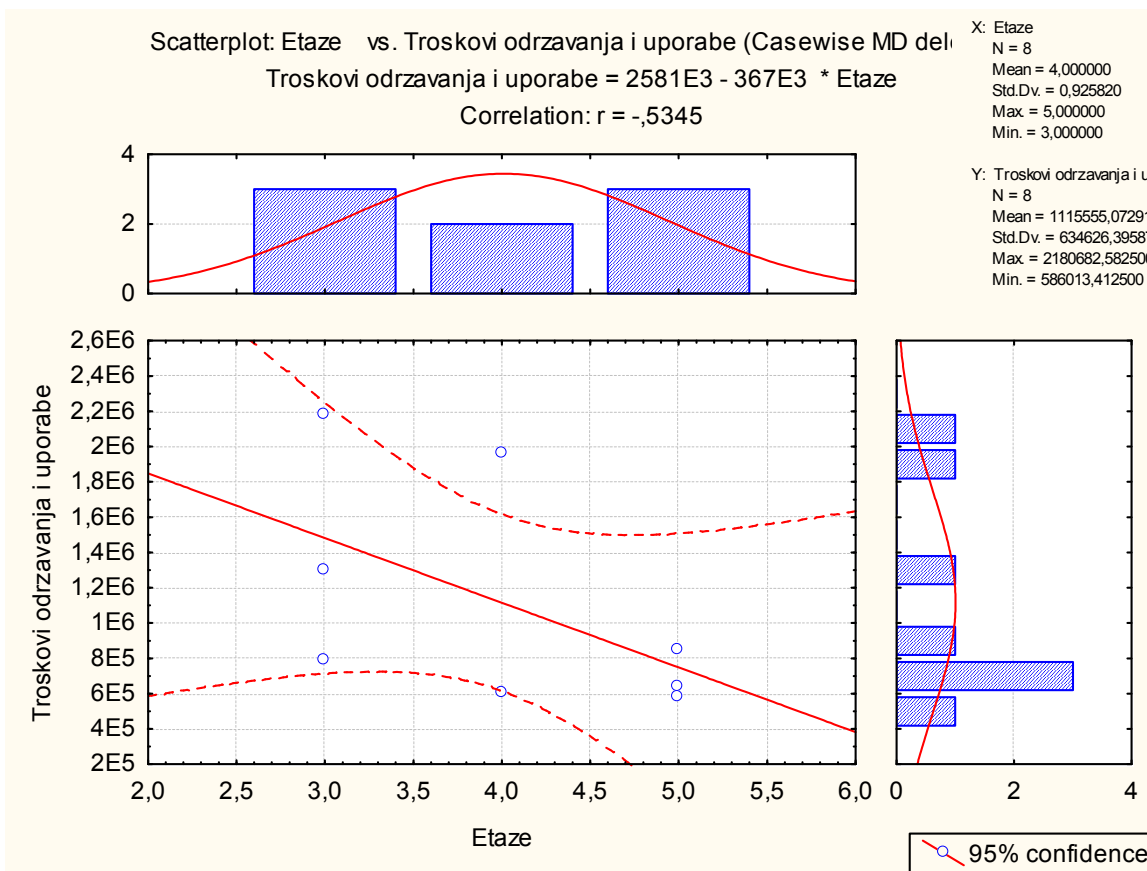 Scatterplot: Etaze vs. Troskovi odrzavanja i uporabe (Casewise MD del
Troskovi odrzavanja i uporabe = 2581E3 - 367E3 * Etaze
Correlation: r = -,5345
X: Etaze
N = 8
Mean = 4,000000
Std.Dv. = 0,925820
Max. = 5,000000
Min. = 3,000000
Y: Troskovi odrzavanja i u
N = 8
Mean = 1115555,07291
Std.Dv. = 634626,39587
Max. = 2180682,58250
Min. = 586013,412500
4
2
0
2,6E6
2,4E6
2,2E6
2E6
1,8E6
1,6E6
1,4E6
1,2E6
1E6
8E5
6E5
4E5
2E5
Troskovi odrzavanja i uporabe
2,0 2,5 3,0 3,5 4,0 4,5 5,0 5,5 6,0
Etaze
0 2 4
95% confidence